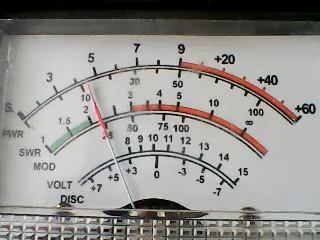 S. 3 5 7 9 +20 +40 +60
PWR 10 50 100
SWR 1 1.5 2 3 4 5 10 8
MOD 25 50 75 100
VOLT 8 9 10 11 12 13 14 15
DISC +7 +5 +3 0 -3 -5 -7